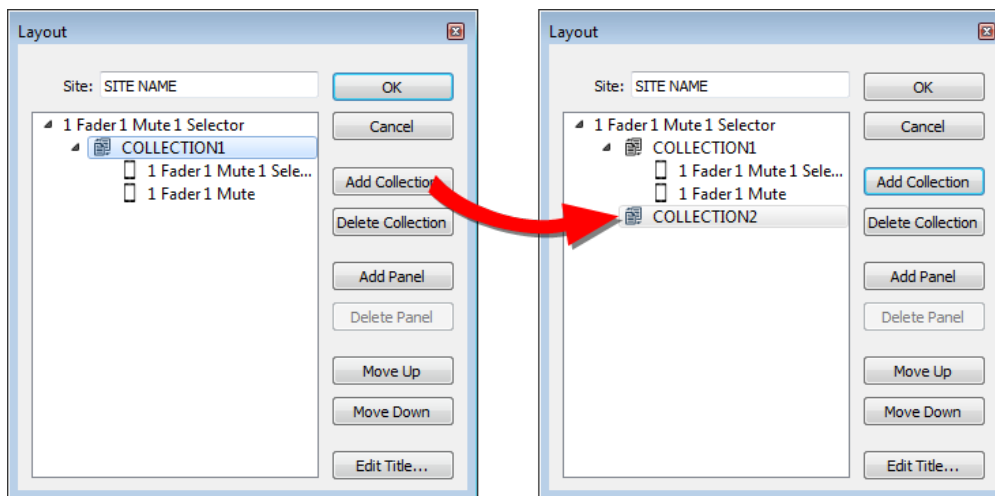 Layout
Site: SITE NAME
OK
1 Fader 1 Mute 1 Selector
Cancel
COLLECTION1
1 Fader 1 Mute 1 Sele...
Add Collection
1 Fader 1 Mute
Delete Collection
Add Panel
Delete Panel
Move Up
Move Down
Edit Title...
Layout
Site: SITE NAME
OK
1 Fader 1 Mute 1 Selector
Cancel
COLLECTION1
1 Fader 1 Mute 1 Sele...
Add Collection
1 Fader 1 Mute
COLLECTION2
Delete Collection
Add Panel
Delete Panel
Move Up
Move Down
Edit Title...